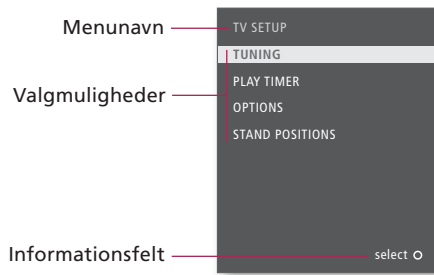 Menunavn
TV SETUP
TUNING
Valgmuligheder
PLAY TIMER
OPTIONS
STAND POSITIONS
Informationsfelt
select